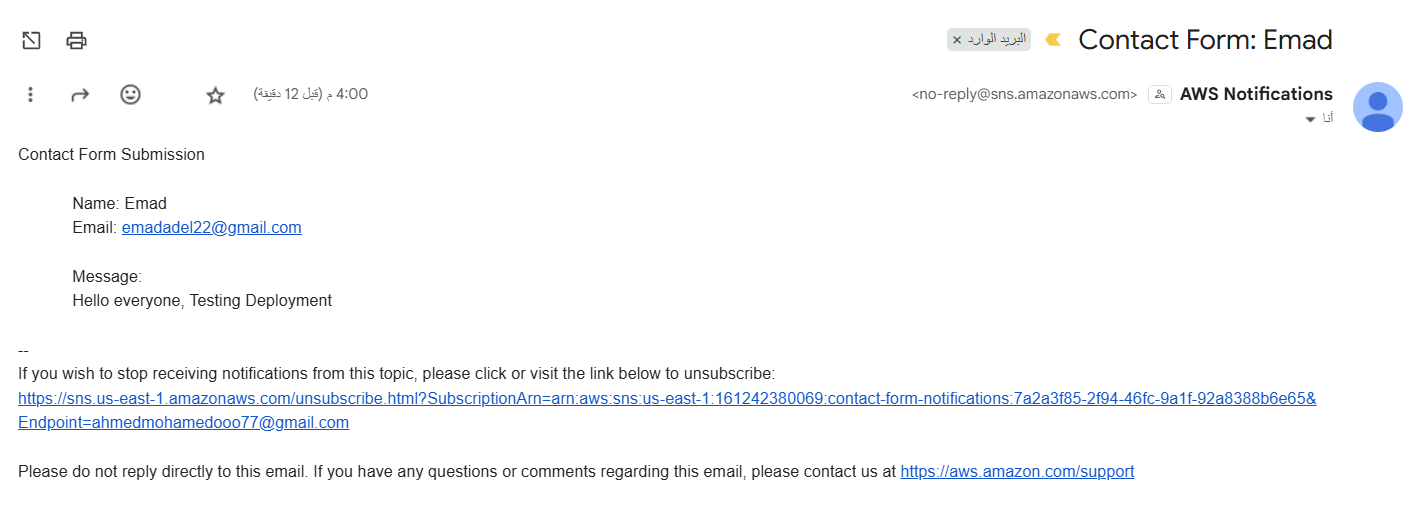 Contact Form: Emad
البريد الوارد ×
AWS Notifications <no-reply@sns.amazonaws.com>
4:00 م (قبل 12 دقيقة)
أنا
Contact Form Submission
Name: Emad
Email: emadadel22@gmail.com
Message:
Hello everyone, Testing Deployment
--
If you wish to stop receiving notifications from this topic, please click or visit the link below to unsubscribe:
https://sns.us-east-1.amazonaws.com/unsubscribe.html?SubscriptionArn=arn:aws:sns:us-east-1:161242380069:contact-form-notifications:7a2a3f85-2f94-46fc-9a1f-92a8388b6e65&
Endpoint=ahmedmohamedooo77@gmail.com
Please do not reply directly to this email. If you have any questions or comments regarding this email, please contact us at https://aws.amazon.com/support